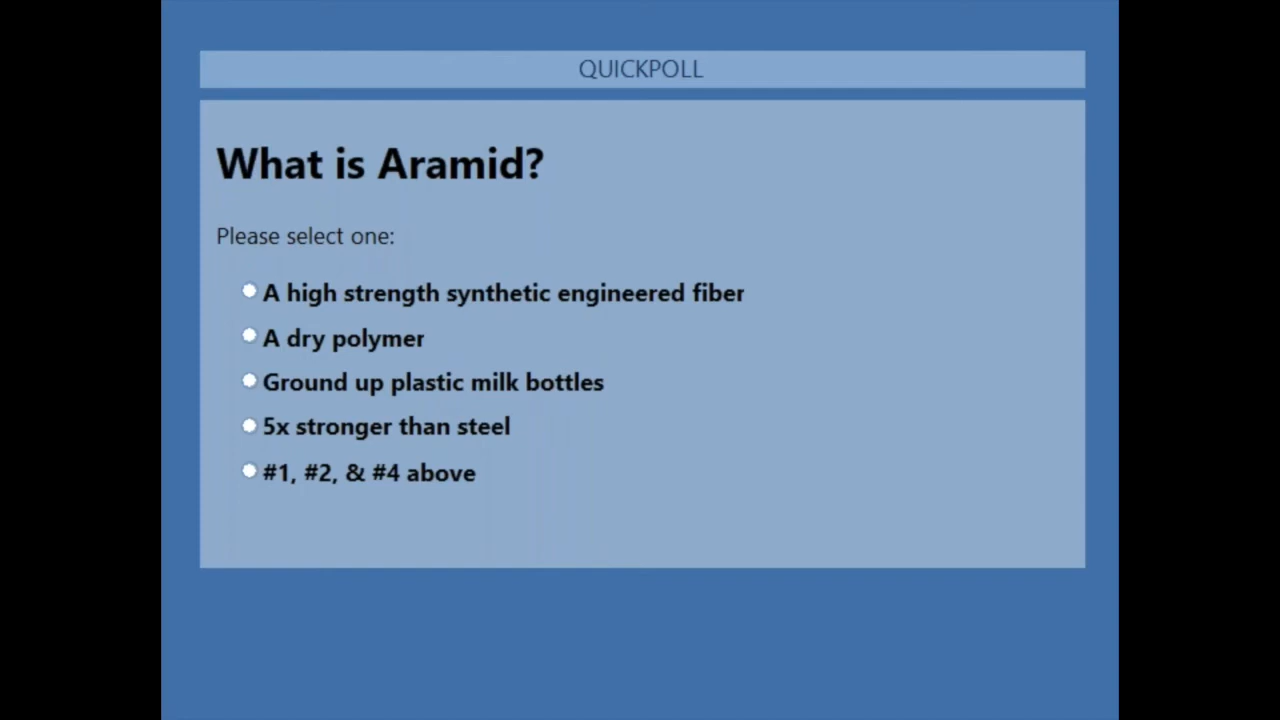 QUICKPOLL
What is Aramid?
Please select one:
A high strength synthetic engineered fiber
A dry polymer
Ground up plastic milk bottles
5x stronger than steel
#1, #2, & #4 above